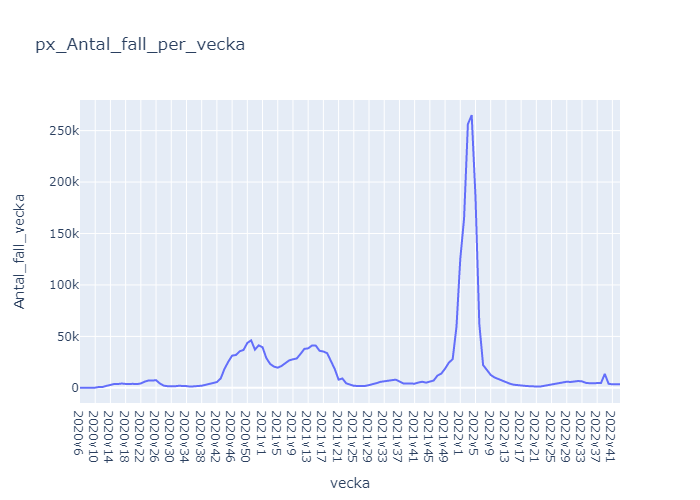 px_Antal_fall_per_vecka
Antal_fall_vecka
250k
200k
150k
100k
50k
0
2020v6
2020v10
2020v14
2020v18
2020v22
2020v26
2020v30
2020v34
2020v38
2020v42
2020v46
2020v50
2021v1
2021v5
2021v9
2021v13
2021v17
2021v21
2021v25
2021v29
2021v33
2021v37
2021v41
2021v45
2021v49
2022v1
2022v5
2022v9
2022v13
2022v17
2022v21
2022v25
2022v29
2022v33
2022v37
2022v41
vecka